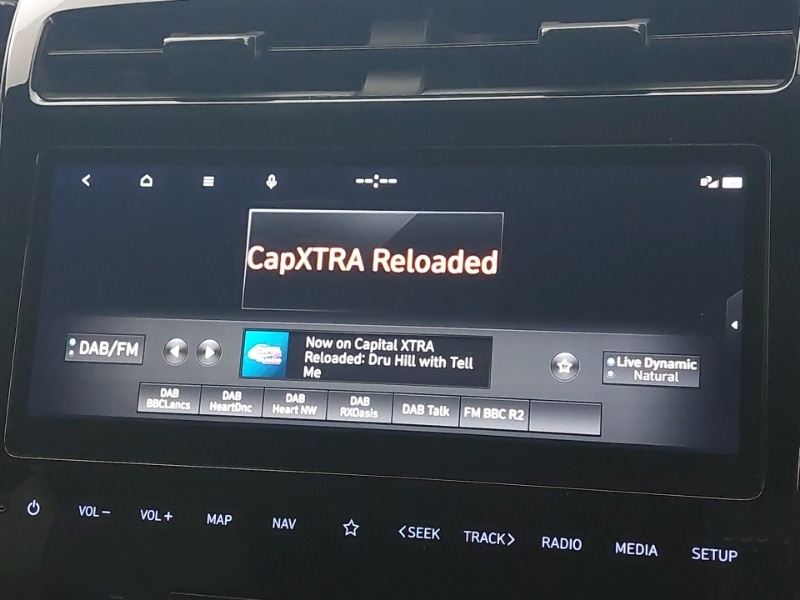 --:--
CapXTRA Reloaded
DAB/FM
Now on Capital XTRA
Reloaded: Dru Hill with Tell
Me
Live Dynamic
Natural
DAB
BBCLancs
DAB
HeartDnc
DAB
Heart NW
DAB
RXOasis
DAB Talk
FM BBC R2
VOL−
VOL+
MAP
NAV
<SEEK
TRACK>
RADIO
MEDIA
SETUP